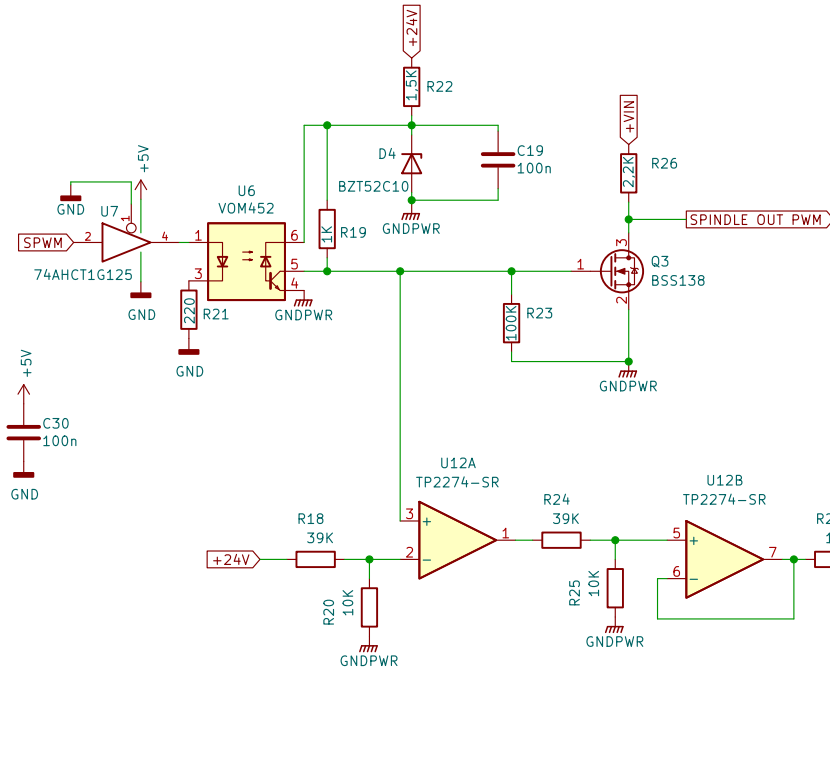 +24V
1,5K
R22
+VIN
2,2K
R26
D4
BZT52C10
C19
100n
GNDPWR
+5V
GND
U7
1
SPWM
2
4
74AHCT1G125
GND
U6
VOM452
1
3
6
5
4
GNDPWR
1K
R19
220
R21
GND
SPINDLE OUT PWM
3
1
2
Q3
BSS138
100K
R23
GNDPWR
+5V
C30
100n
GND
U12A
TP2274-SR
3
+
2
-
1
R18
39K
+24V
R20
10K
GNDPWR
R24
39K
R25
10K
GNDPWR
U12B
TP2274-SR
5
+
6
-
7